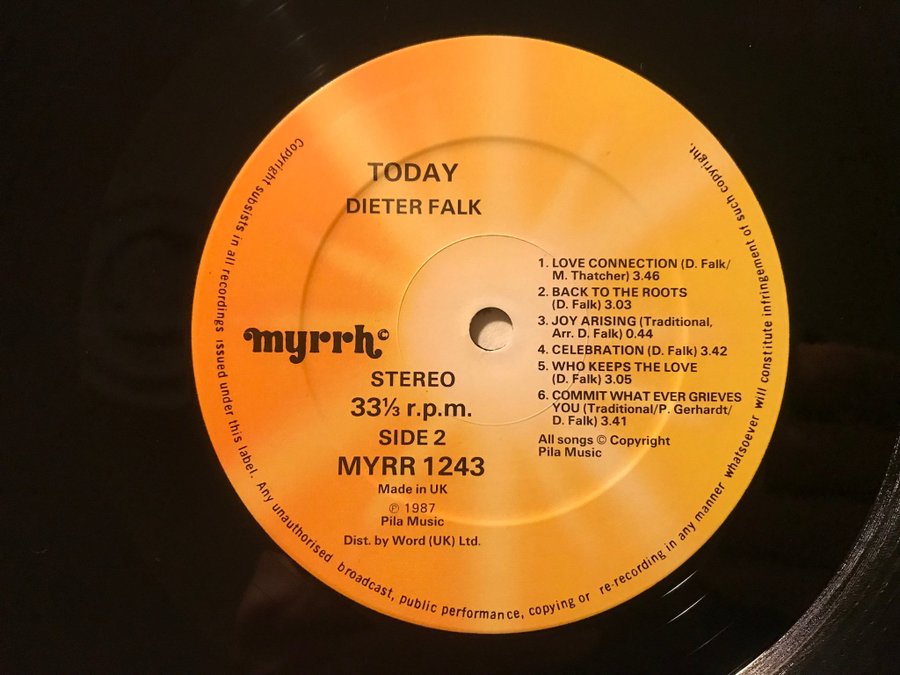 TODAY
DIETER FALK
1. LOVE CONNECTION (D. Falk/
M. Thatcher) 3.46
2. BACK TO THE ROOTS
(D. Falk) 3.03
3. JOY ARISING (Traditional,
Arr. D. Falk) 0.44
4. CELEBRATION (D. Falk) 3.42
5. WHO KEEPS THE LOVE
(D. Falk) 3.05
6. COMMIT WHAT EVER GRIEVES
YOU (Traditional/P. Gerhardt/
D. Falk) 3.41
All songs © Copyright
Pila Music
myrrh©
STEREO
33⅓ r.p.m.
SIDE 2
MYRR 1243
Made in UK
℗ 1987
Pila Music
Dist. by Word (UK) Ltd.
Copyright subsists in all recordings issued under this label. Any unauthorised broadcast, public performance, copying or re-recording in any manner whatsoever will constitute infringement of such copyright.